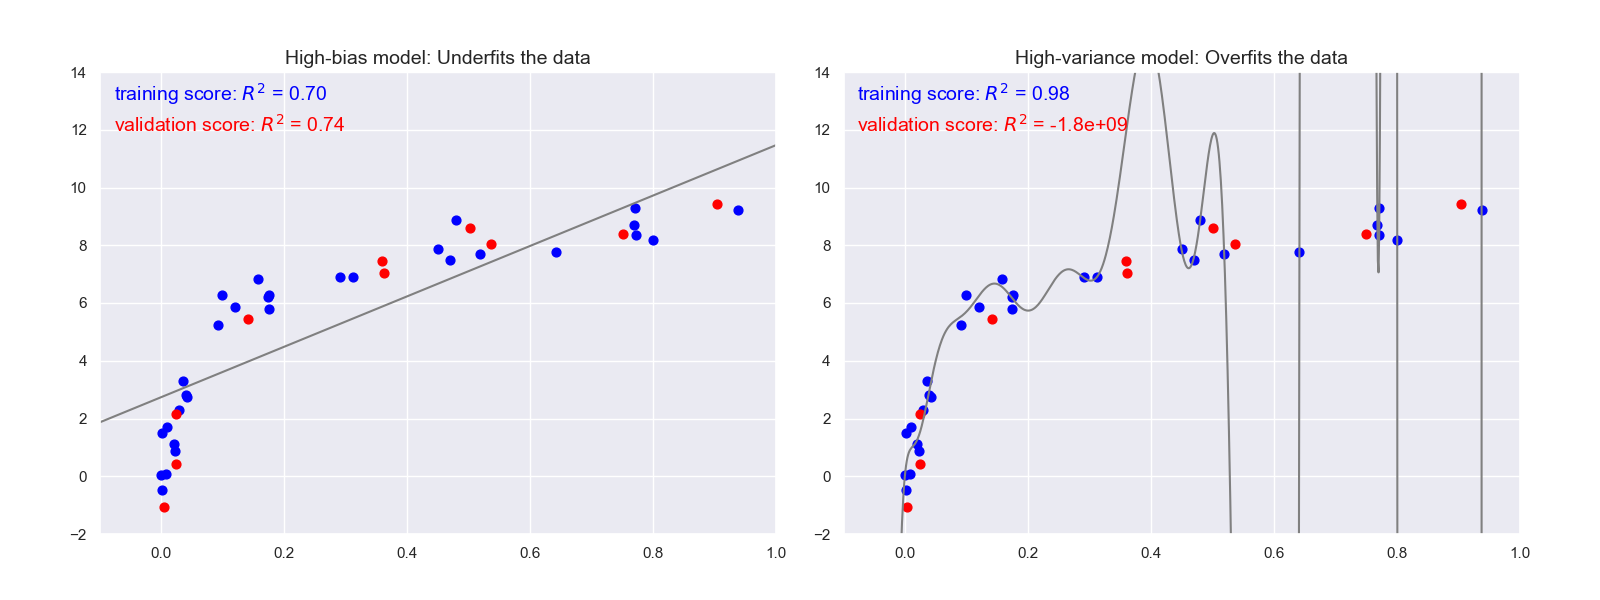 High-bias model: Underfits the data
training score: R² = 0.70
validation score: R² = 0.74
14
12
10
8
6
4
2
0
−2
0.0 0.2 0.4 0.6 0.8 1.0
High-variance model: Overfits the data
training score: R² = 0.98
validation score: R² = -1.8e+09
14
12
10
8
6
4
2
0
−2
0.0 0.2 0.4 0.6 0.8 1.0